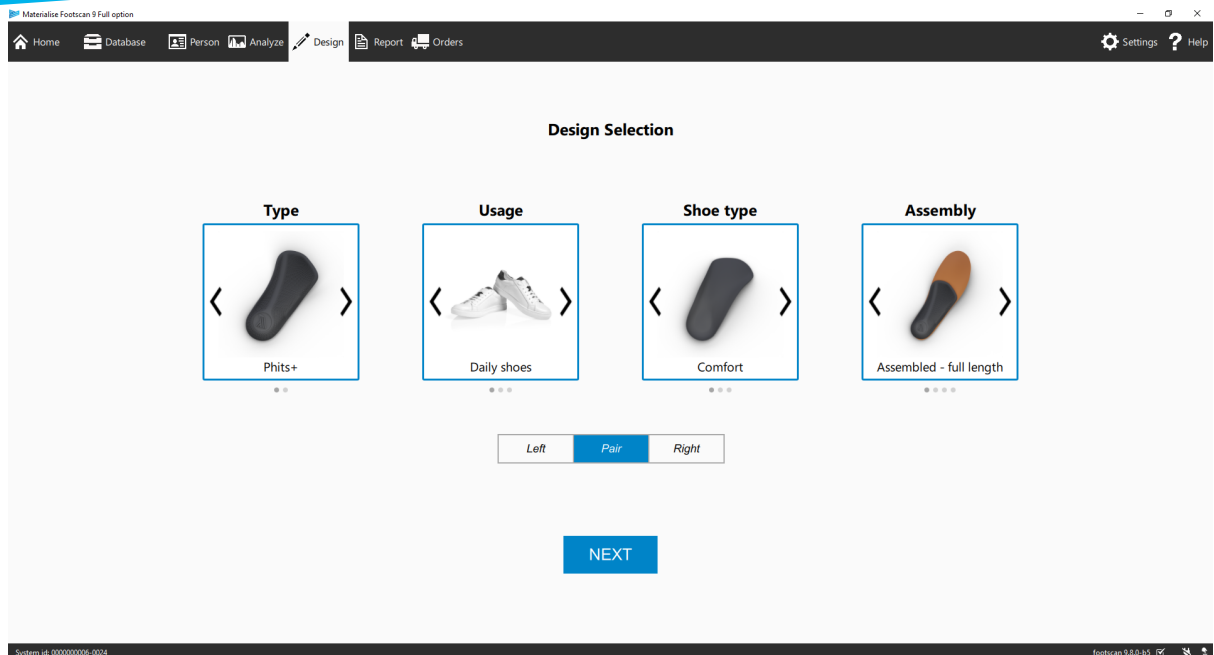 Materialise Footscan 9 Full option
Home Database Person Analyze Design Report Orders Settings ? Help
Design Selection
Type Usage Shoe type Assembly
Phits+ Daily shoes Comfort Assembled - full length
Left Pair Right
NEXT
System id: 0000000006-0024 footscan 9.8.0-b5